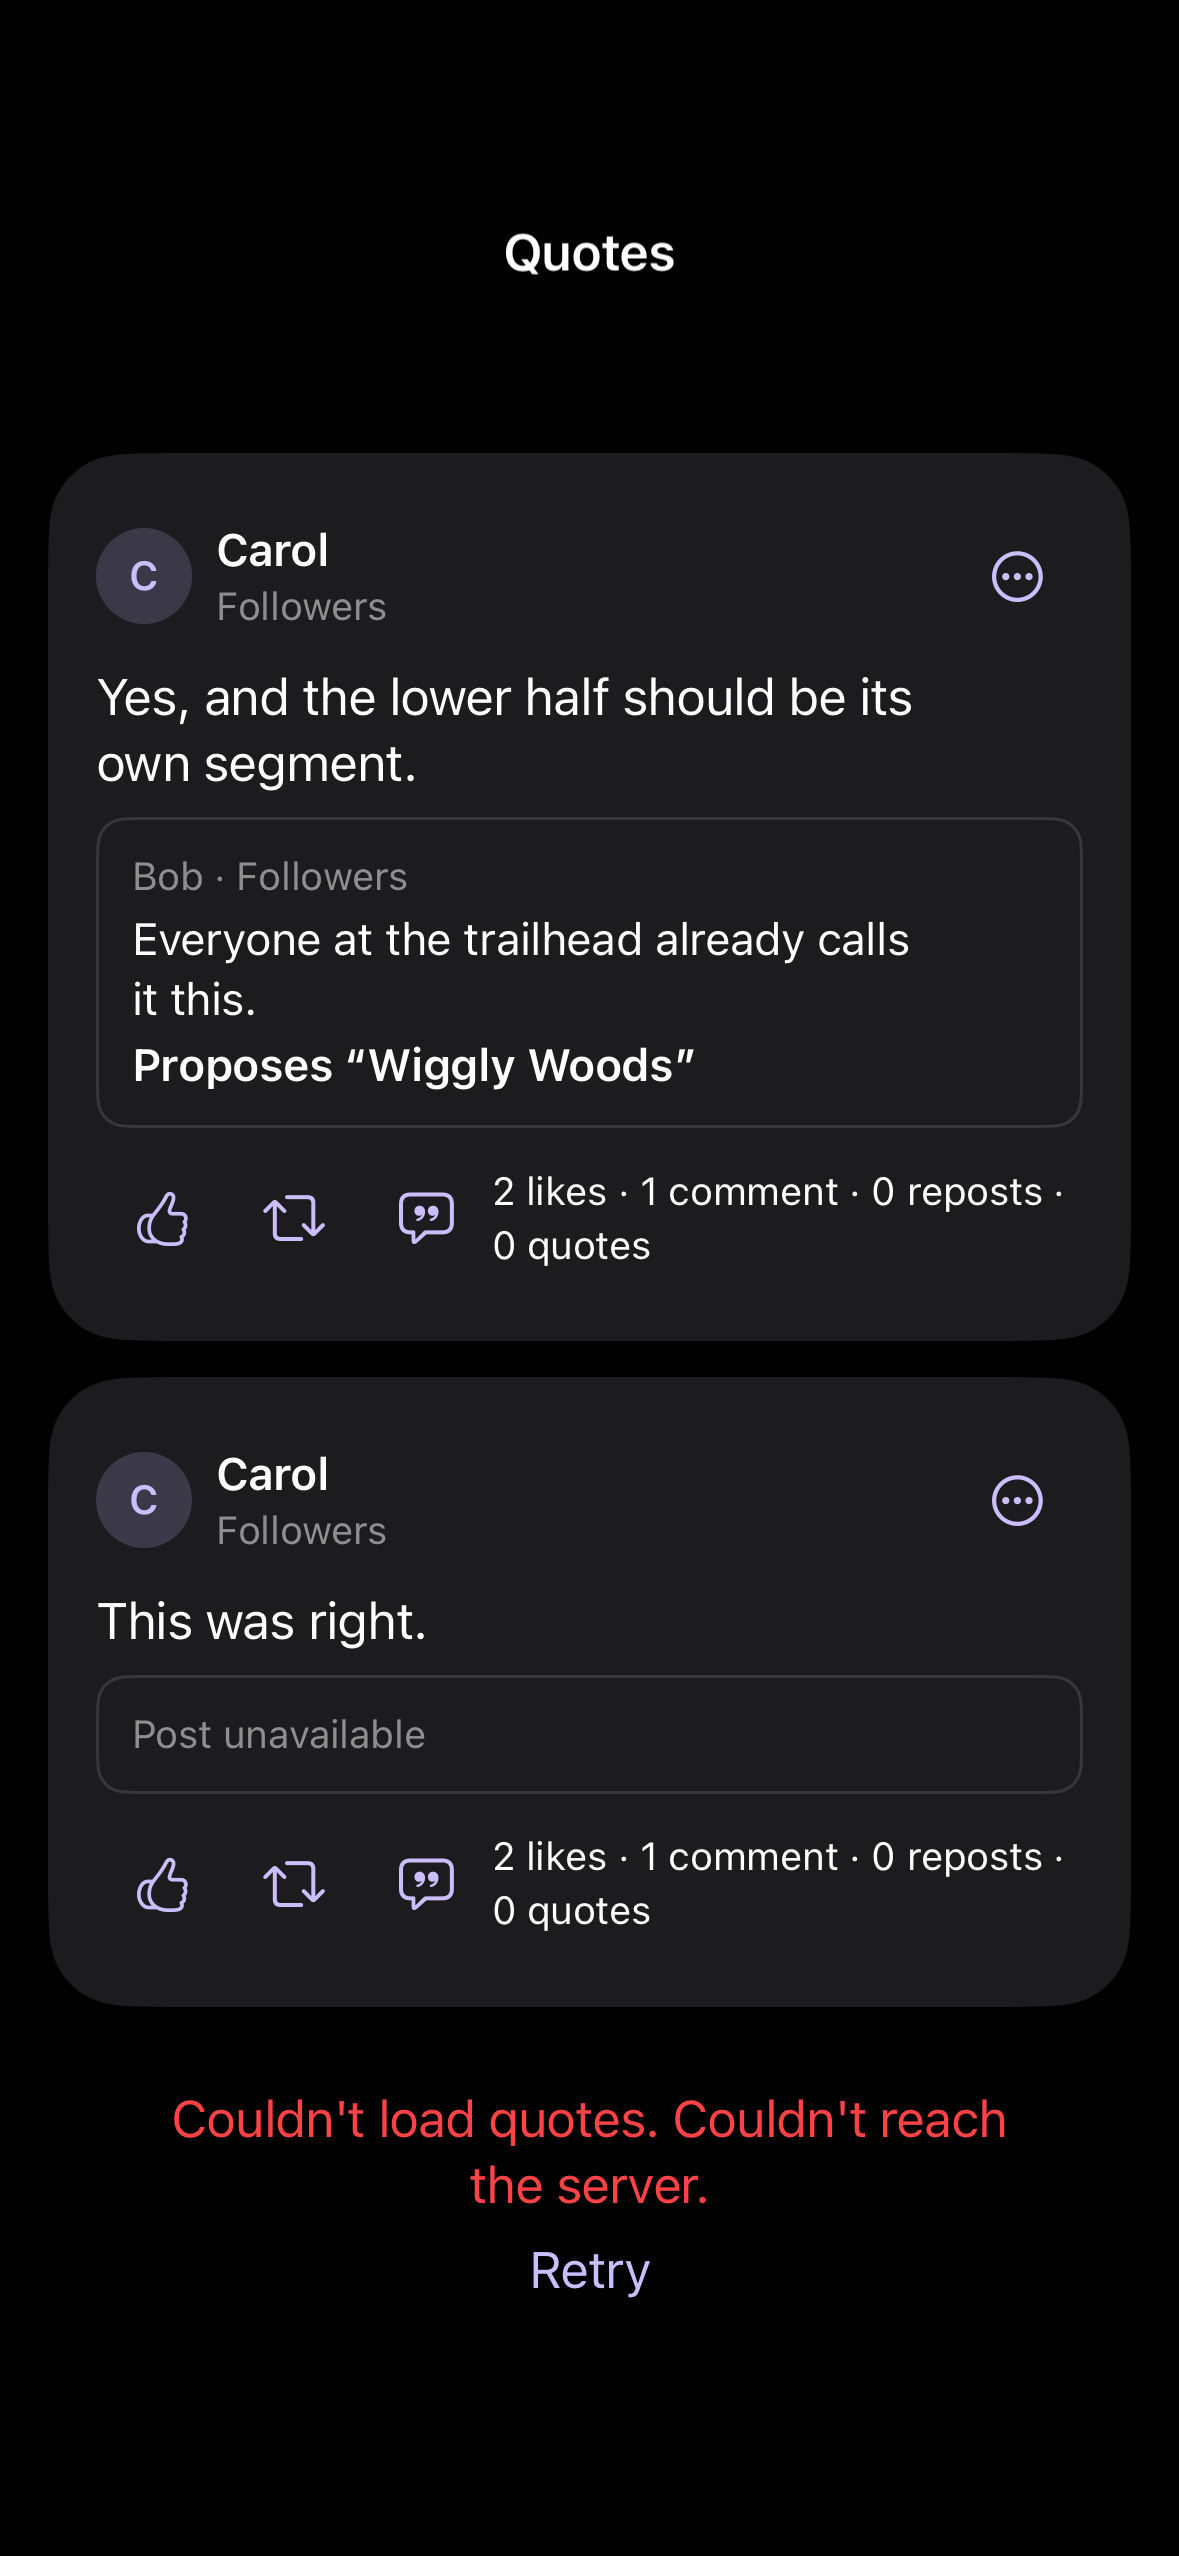 Quotes
C
Carol
Followers
Yes, and the lower half should be its
own segment.
Bob · Followers
Everyone at the trailhead already calls
it this.
Proposes “Wiggly Woods”
2 likes · 1 comment · 0 reposts ·
0 quotes
C
Carol
Followers
This was right.
Post unavailable
2 likes · 1 comment · 0 reposts ·
0 quotes
Couldn't load quotes. Couldn't reach
the server.
Retry